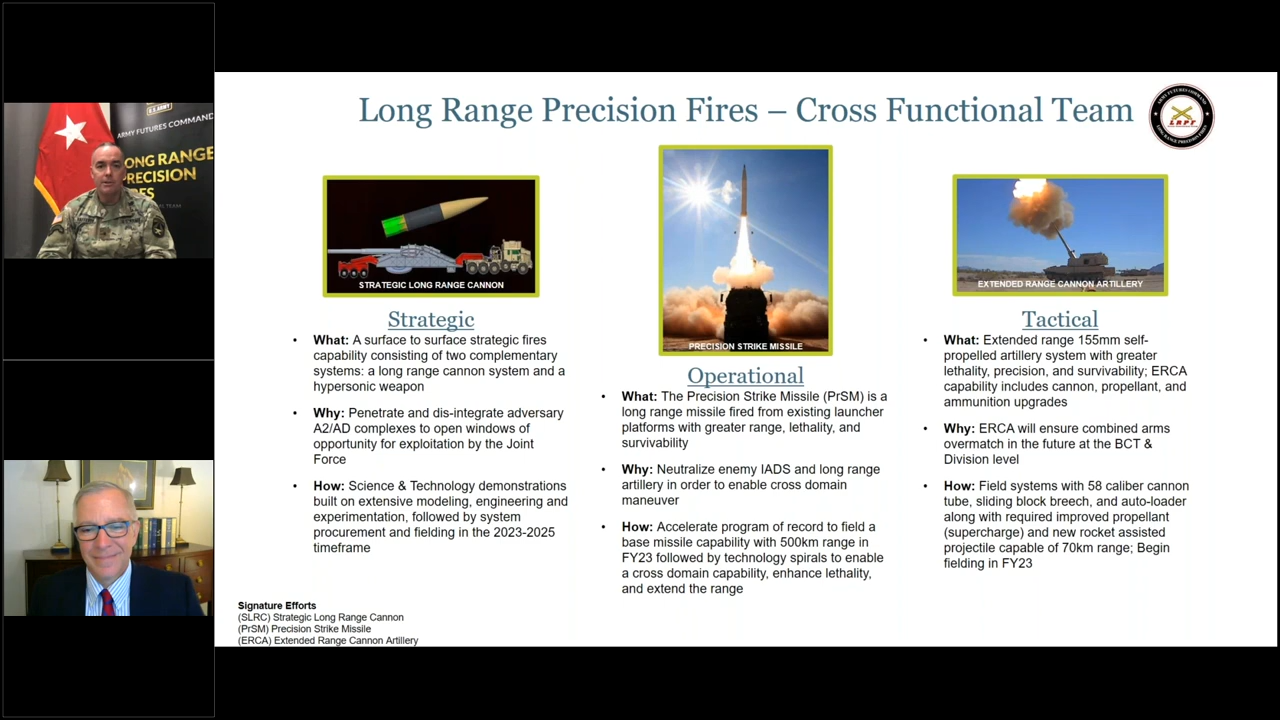 U.S. ARMY
ARMY FUTURES COMMAND
LONG RANGE
PRECISION
FIRES
TEAM
Long Range Precision Fires – Cross Functional Team
ARMY FUTURES COMMAND
LRPF
LONG RANGE PRECISION FIRES
STRATEGIC LONG RANGE CANNON
Strategic
• What: A surface to surface strategic fires
capability consisting of two complementary
systems: a long range cannon system and a
hypersonic weapon
• Why: Penetrate and dis-integrate adversary
A2/AD complexes to open windows of
opportunity for exploitation by the Joint
Force
• How: Science & Technology demonstrations
built on extensive modeling, engineering and
experimentation, followed by system
procurement and fielding in the 2023-2025
timeframe
PRECISION STRIKE MISSILE
Operational
• What: The Precision Strike Missile (PrSM) is a
long range missile fired from existing launcher
platforms with greater range, lethality, and
survivability
• Why: Neutralize enemy IADS and long range
artillery in order to enable cross domain
maneuver
• How: Accelerate program of record to field a
base missile capability with 500km range in
FY23 followed by technology spirals to enable
a cross domain capability, enhance lethality,
and extend the range
EXTENDED RANGE CANNON ARTILLERY
Tactical
• What: Extended range 155mm self-
propelled artillery system with greater
lethality, precision, and survivability; ERCA
capability includes cannon, propellant, and
ammunition upgrades
• Why: ERCA will ensure combined arms
overmatch in the future at the BCT &
Division level
• How: Field systems with 58 caliber cannon
tube, sliding block breech, and auto-loader
along with required improved propellant
(supercharge) and new rocket assisted
projectile capable of 70km range; Begin
fielding in FY23
Signature Efforts
(SLRC) Strategic Long Range Cannon
(PrSM) Precision Strike Missile
(ERCA) Extended Range Cannon Artillery